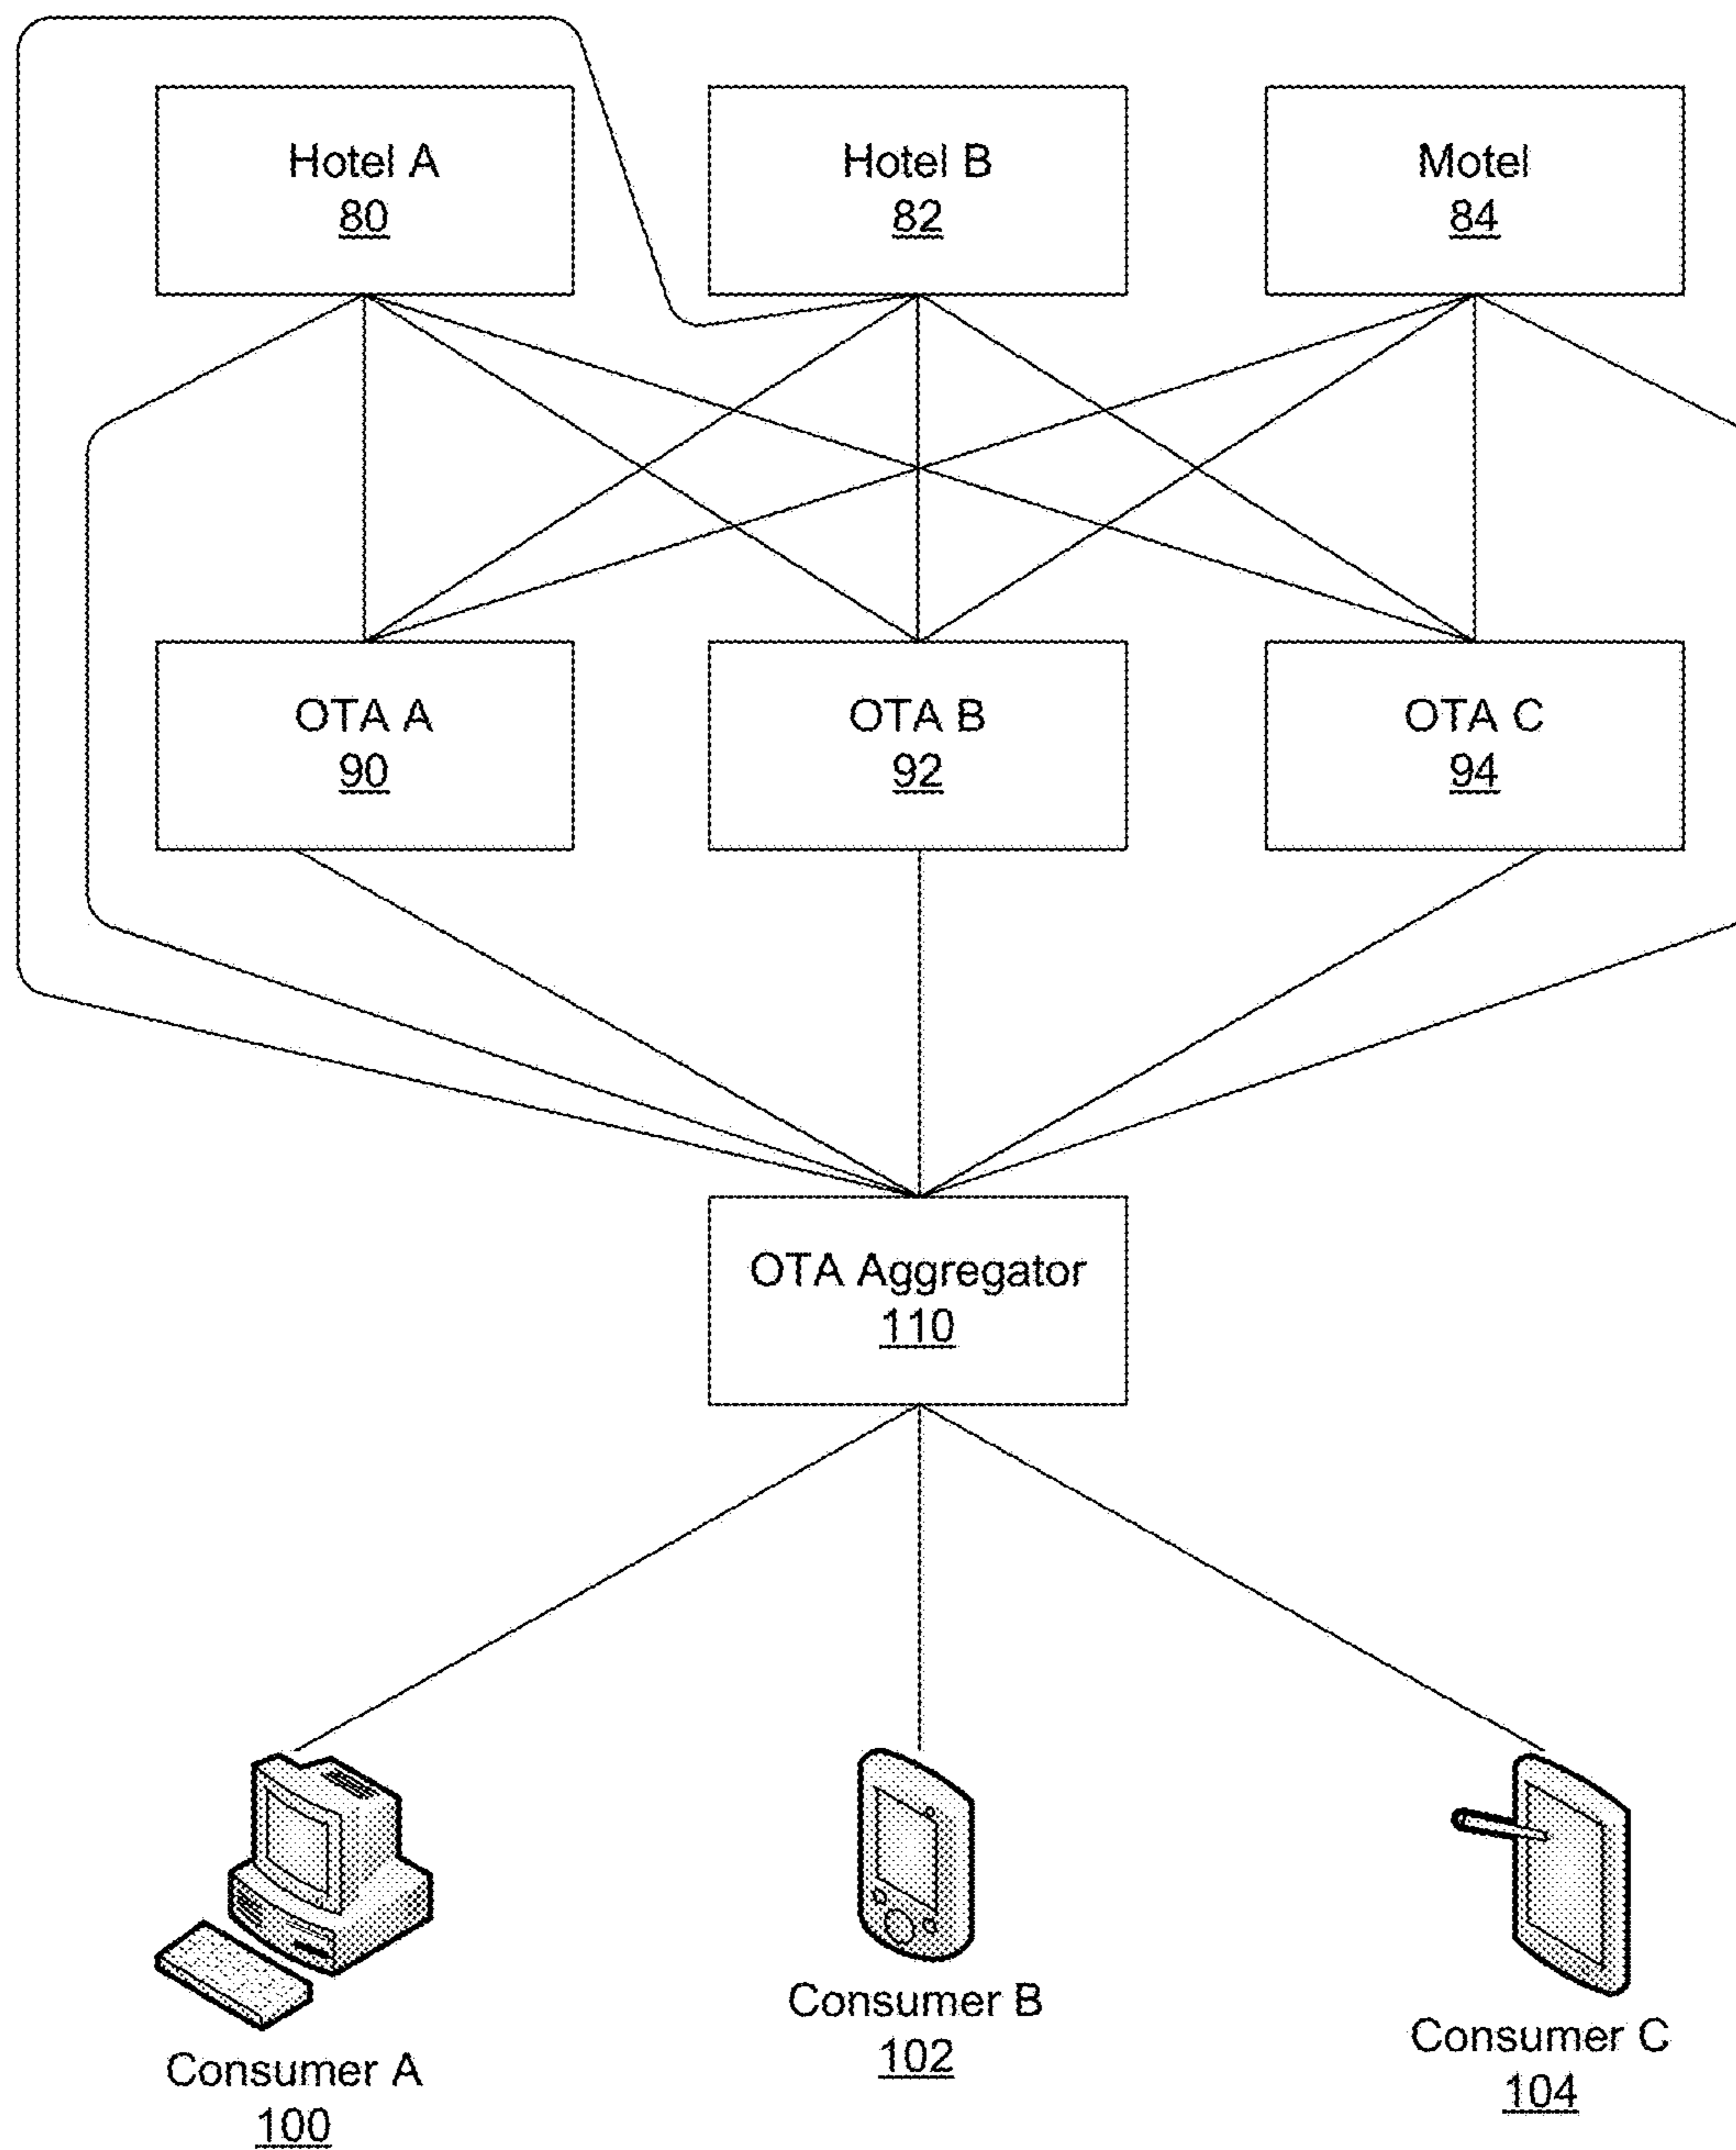 Hotel A
80
Hotel B
82
Motel
84
OTA A
90
OTA B
92
OTA C
94
OTA Aggregator
110
Consumer A
100
Consumer B
102
Consumer C
104